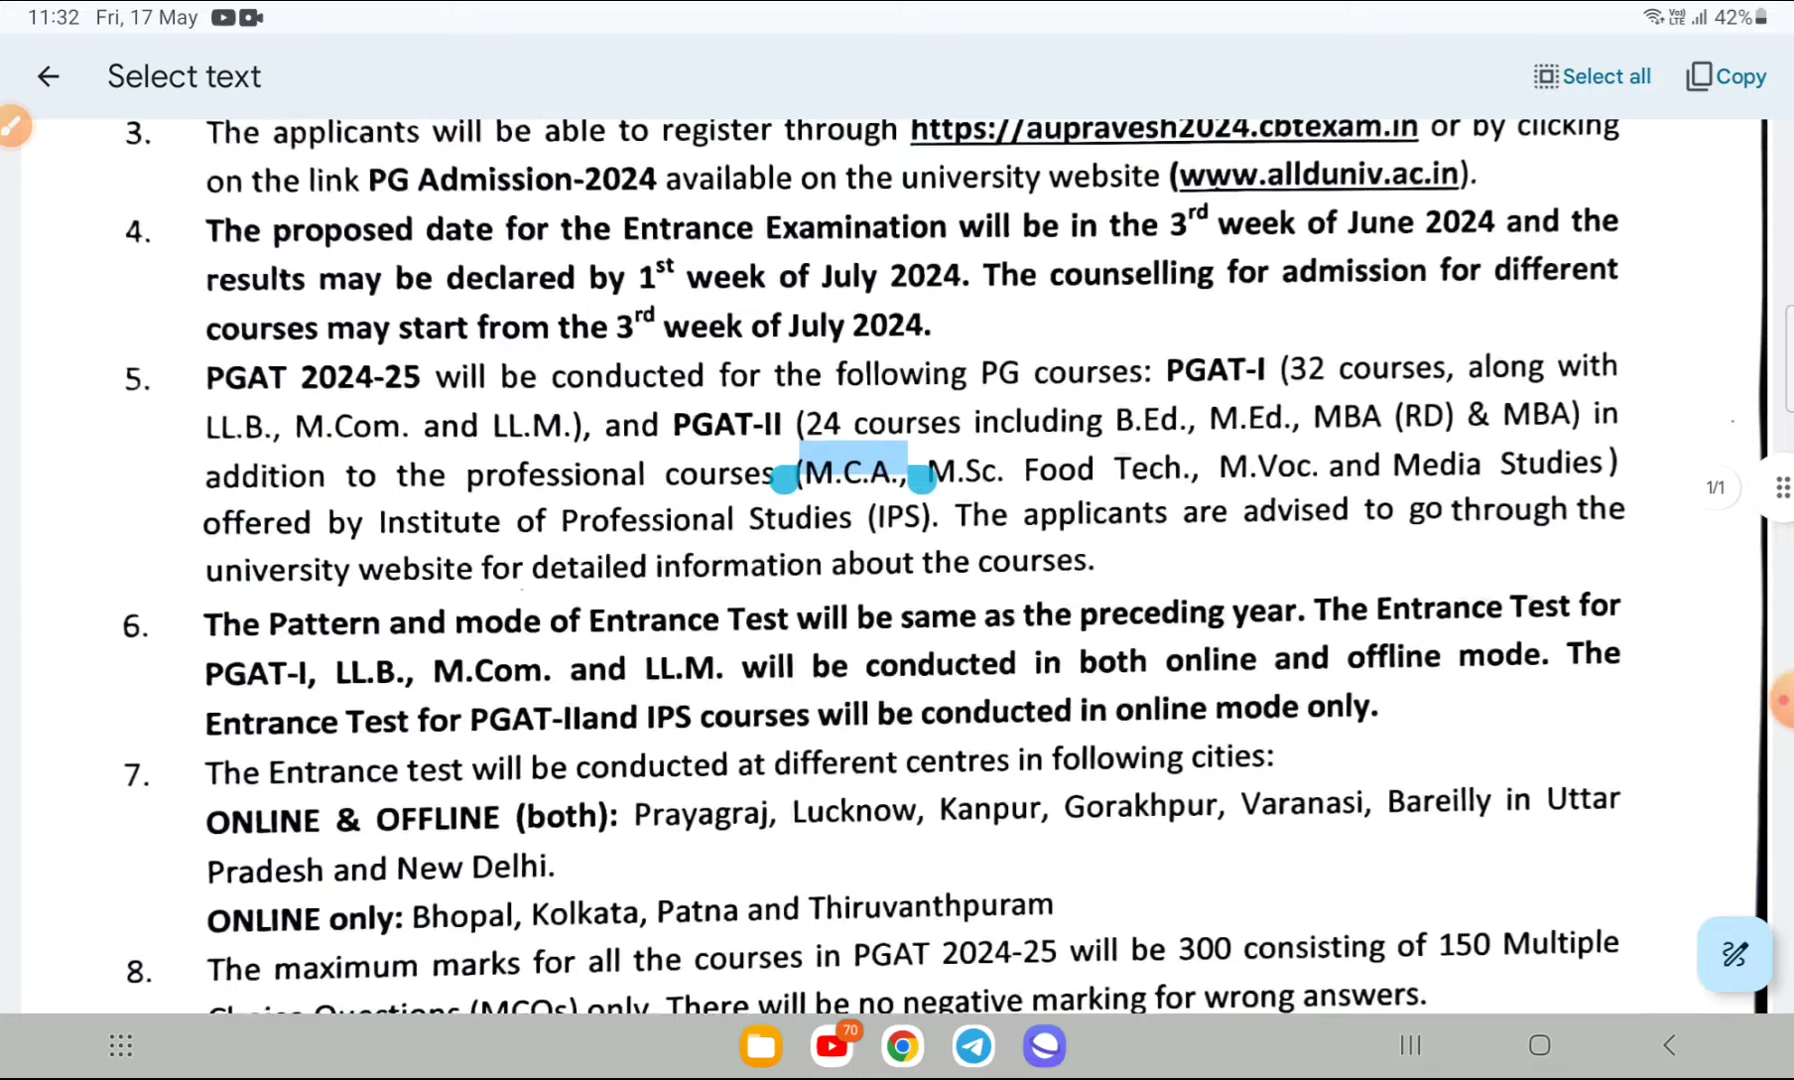 11:32 Fri, 17 May
Vo) LTE 42%
Select text
Select all
Copy
3. The applicants will be able to register through https://aupravesh2024.cbtexam.in or by clicking
on the link PG Admission-2024 available on the university website (www.allduniv.ac.in).
4. The proposed date for the Entrance Examination will be in the 3rd week of June 2024 and the
results may be declared by 1st week of July 2024. The counselling for admission for different
courses may start from the 3rd week of July 2024.
5. PGAT 2024-25 will be conducted for the following PG courses: PGAT-I (32 courses, along with
LL.B., M.Com. and LL.M.), and PGAT-II (24 courses including B.Ed., M.Ed., MBA (RD) & MBA) in
addition to the professional courses (M.C.A., M.Sc. Food Tech., M.Voc. and Media Studies)
offered by Institute of Professional Studies (IPS). The applicants are advised to go through the
university website for detailed information about the courses.
1/1
6. The Pattern and mode of Entrance Test will be same as the preceding year. The Entrance Test for
PGAT-I, LL.B., M.Com. and LL.M. will be conducted in both online and offline mode. The
Entrance Test for PGAT-IIand IPS courses will be conducted in online mode only.
7. The Entrance test will be conducted at different centres in following cities:
ONLINE & OFFLINE (both): Prayagraj, Lucknow, Kanpur, Gorakhpur, Varanasi, Bareilly in Uttar
Pradesh and New Delhi.
ONLINE only: Bhopal, Kolkata, Patna and Thiruvanthpuram
8. The maximum marks for all the courses in PGAT 2024-25 will be 300 consisting of 150 Multiple
Choice Questions (MCQs) only. There will be no negative marking for wrong answers.
70